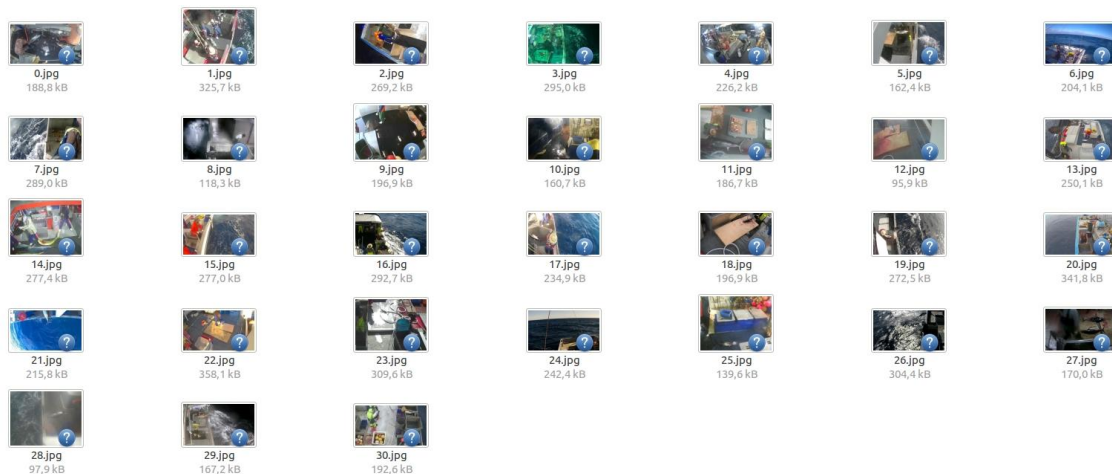 0.jpg 1.jpg 2.jpg 3.jpg 4.jpg 5.jpg 6.jpg
188,8 kB 325,7 kB 269,2 kB 295,0 kB 226,2 kB 162,4 kB 204,1 kB
7.jpg 8.jpg 9.jpg 10.jpg 11.jpg 12.jpg 13.jpg
289,0 kB 118,3 kB 196,9 kB 160,7 kB 186,7 kB 95,9 kB 250,1 kB
14.jpg 15.jpg 16.jpg 17.jpg 18.jpg 19.jpg 20.jpg
277,4 kB 277,0 kB 292,7 kB 234,9 kB 196,9 kB 272,5 kB 341,8 kB
21.jpg 22.jpg 23.jpg 24.jpg 25.jpg 26.jpg 27.jpg
215,8 kB 358,1 kB 309,6 kB 242,4 kB 139,6 kB 304,4 kB 170,0 kB
28.jpg 29.jpg 30.jpg
97,9 kB 167,2 kB 192,6 kB